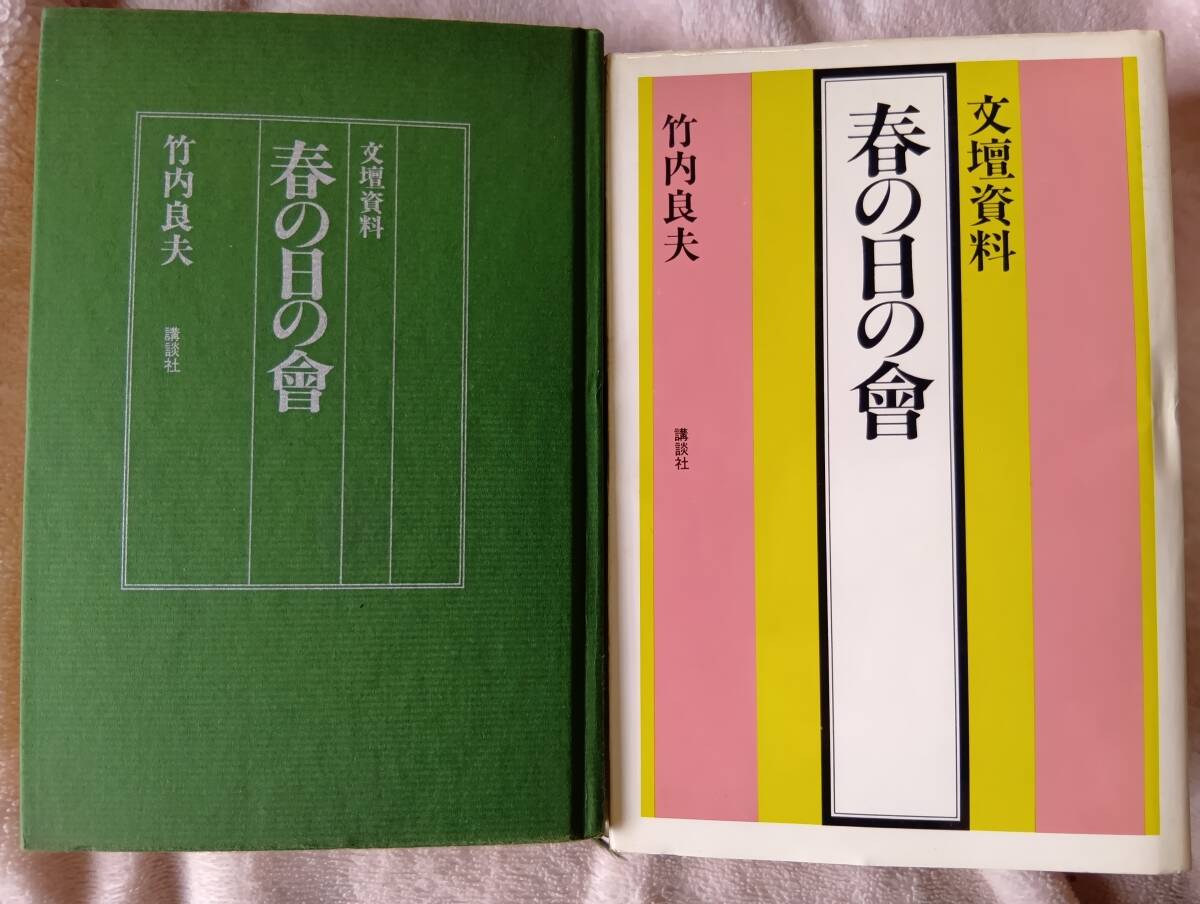 文壇資料
春の日の會
竹内良夫
講談社
文壇資料
春の日の會
竹内良夫
講談社